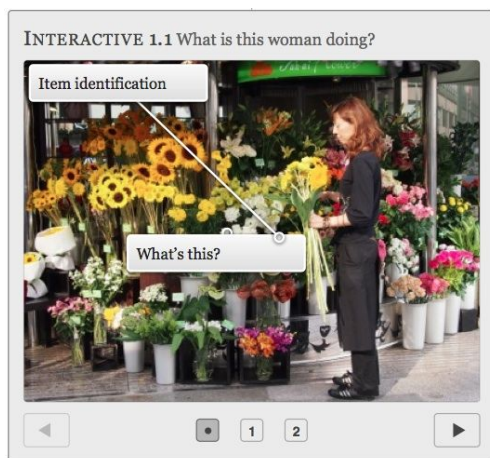 INTERACTIVE 1.1 What is this woman doing?
Item identification
What's this?
1 2